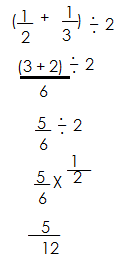 (1/2 + 1/3) ÷ 2
(3 + 2)/6 ÷ 2
5/6 ÷ 2
5/6 X 1/2
5/12